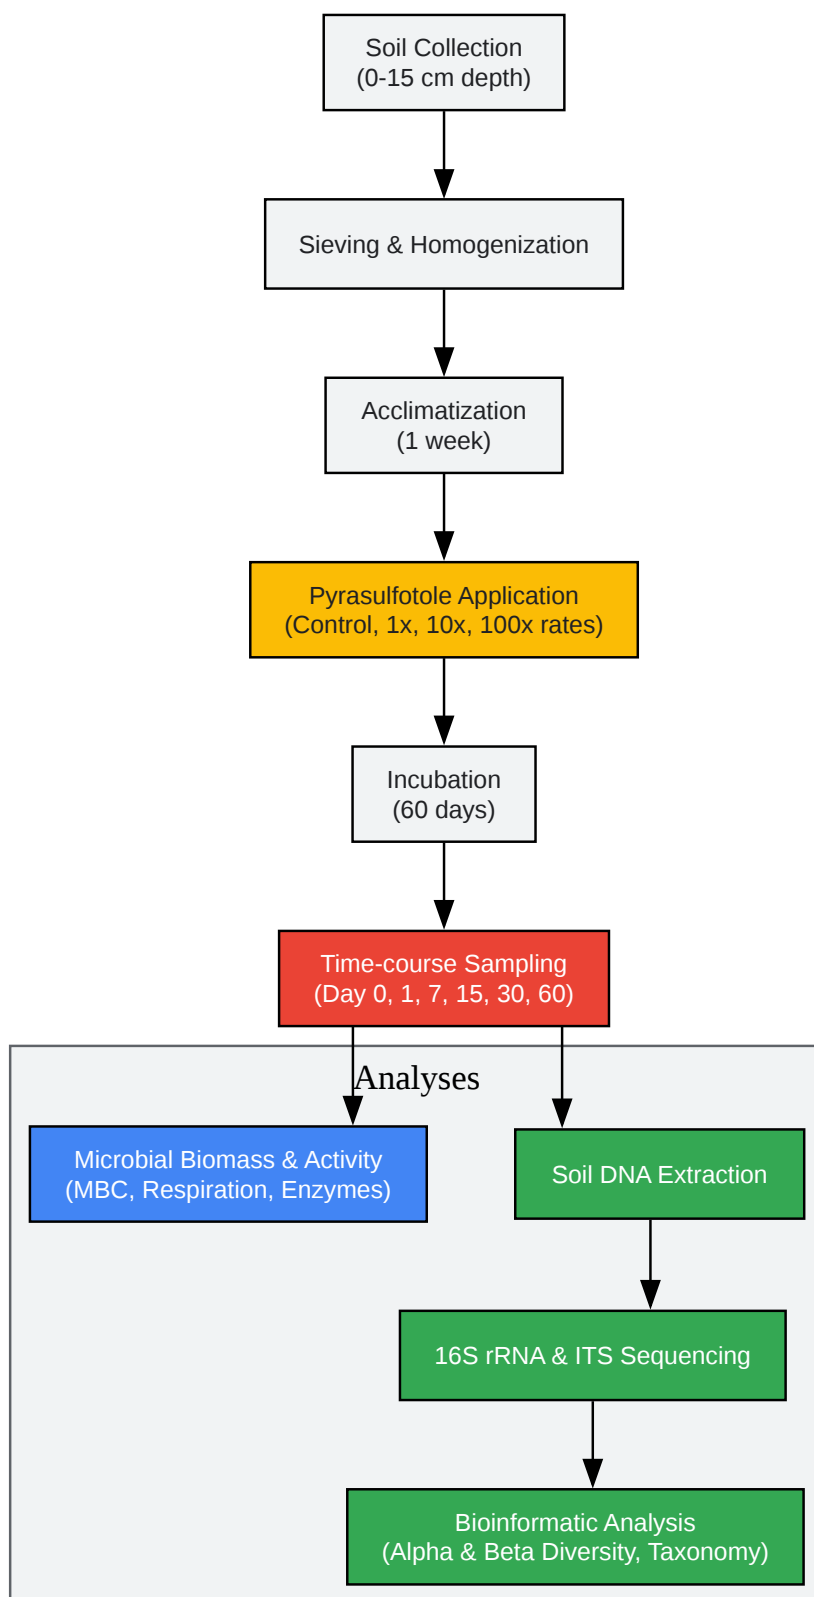 Soil Collection
(0-15 cm depth)
Sieving & Homogenization
Acclimatization
(1 week)
Pyrasulfotole Application
(Control, 1x, 10x, 100x rates)
Incubation
(60 days)
Time-course Sampling
(Day 0, 1, 7, 15, 30, 60)
Analyses
Microbial Biomass & Activity
(MBC, Respiration, Enzymes)
Soil DNA Extraction
16S rRNA & ITS Sequencing
Bioinformatic Analysis
(Alpha & Beta Diversity, Taxonomy)